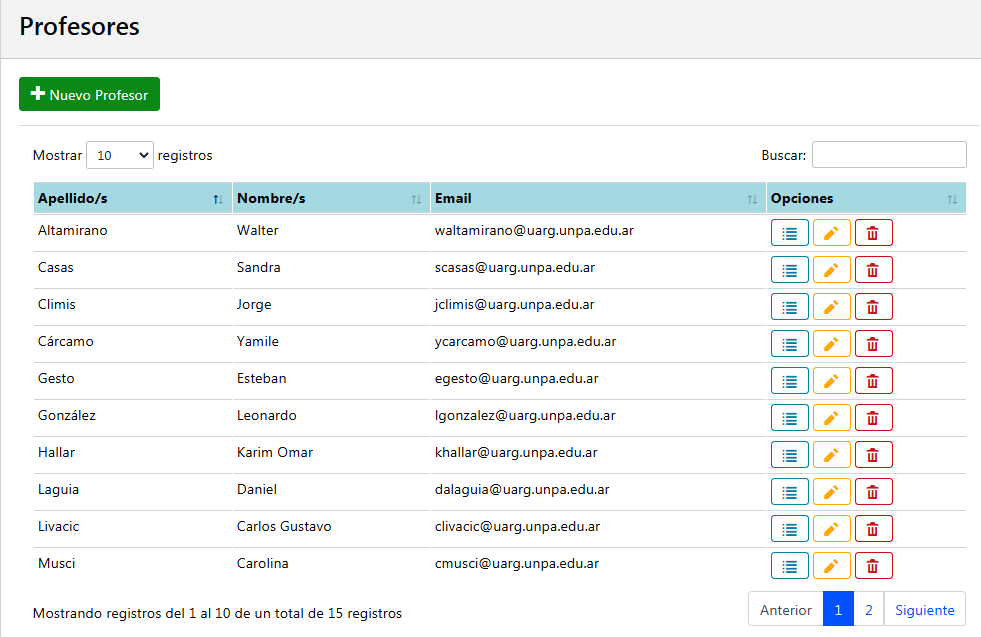 Profesores
Nuevo Profesor
Mostrar 10 registros Buscar:
Apellido/s Nombre/s Email Opciones
Altamirano Walter waltamirano@uarg.unpa.edu.ar
Casas Sandra scasas@uarg.unpa.edu.ar
Climis Jorge jclimis@uarg.unpa.edu.ar
Cárcamo Yamile ycarcamo@uarg.unpa.edu.ar
Gesto Esteban egesto@uarg.unpa.edu.ar
González Leonardo lgonzalez@uarg.unpa.edu.ar
Hallar Karim Omar khallar@uarg.unpa.edu.ar
Laguia Daniel dalaguia@uarg.unpa.edu.ar
Livacic Carlos Gustavo clivacic@uarg.unpa.edu.ar
Musci Carolina cmusci@uarg.unpa.edu.ar
Mostrando registros del 1 al 10 de un total de 15 registros Anterior 1 2 Siguiente